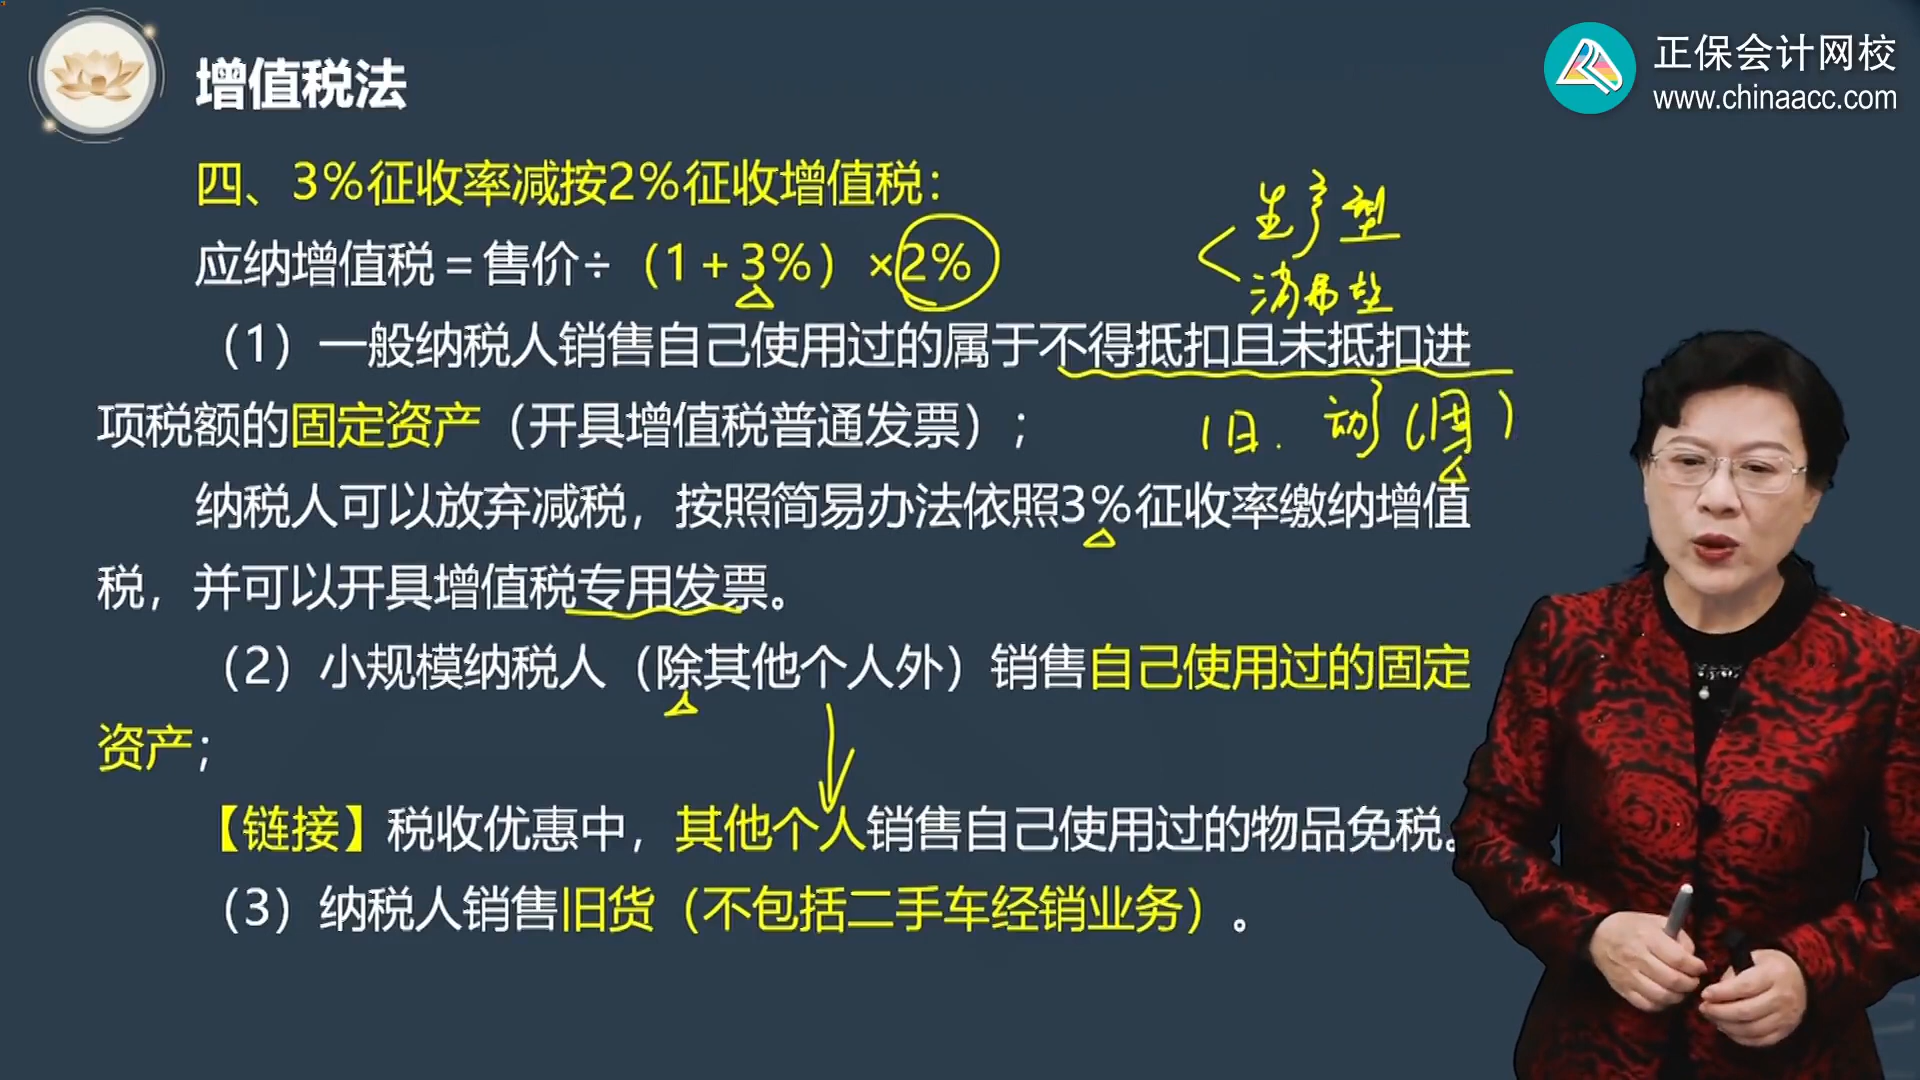 增值税法
正保会计网校
www.chinaacc.com
四、3%征收率减按2%征收增值税：
应纳增值税＝售价÷（1＋3%）×2%
生产型
消费型
（1）一般纳税人销售自己使用过的属于不得抵扣且未抵扣进
项税额的固定资产（开具增值税普通发票）；
旧.动(固)
纳税人可以放弃减税，按照简易办法依照3%征收率缴纳增值
税，并可以开具增值税专用发票。
（2）小规模纳税人（除其他个人外）销售自己使用过的固定
资产；
【链接】税收优惠中，其他个人销售自己使用过的物品免税。
（3）纳税人销售旧货（不包括二手车经销业务）。